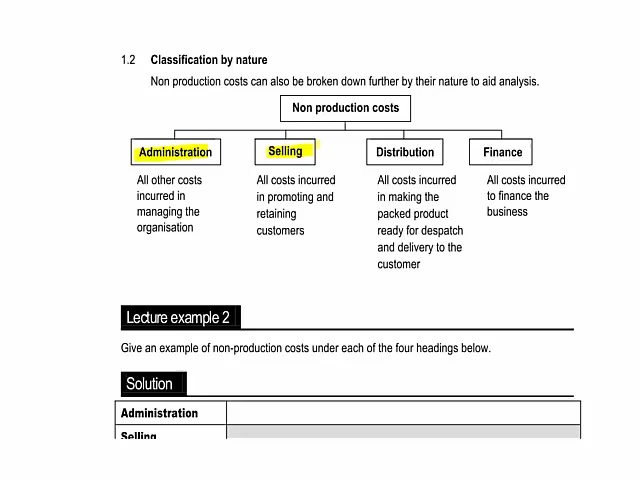 1.2 Classification by nature
Non production costs can also be broken down further by their nature to aid analysis.
Non production costs
Administration
Selling
Distribution
Finance
All other costs
incurred in
managing the
organisation
All costs incurred
in promoting and
retaining
customers
All costs incurred
in making the
packed product
ready for despatch
and delivery to the
customer
All costs incurred
to finance the
business
Lecture example 2
Give an example of non-production costs under each of the four headings below.
Solution
Administration
Selling